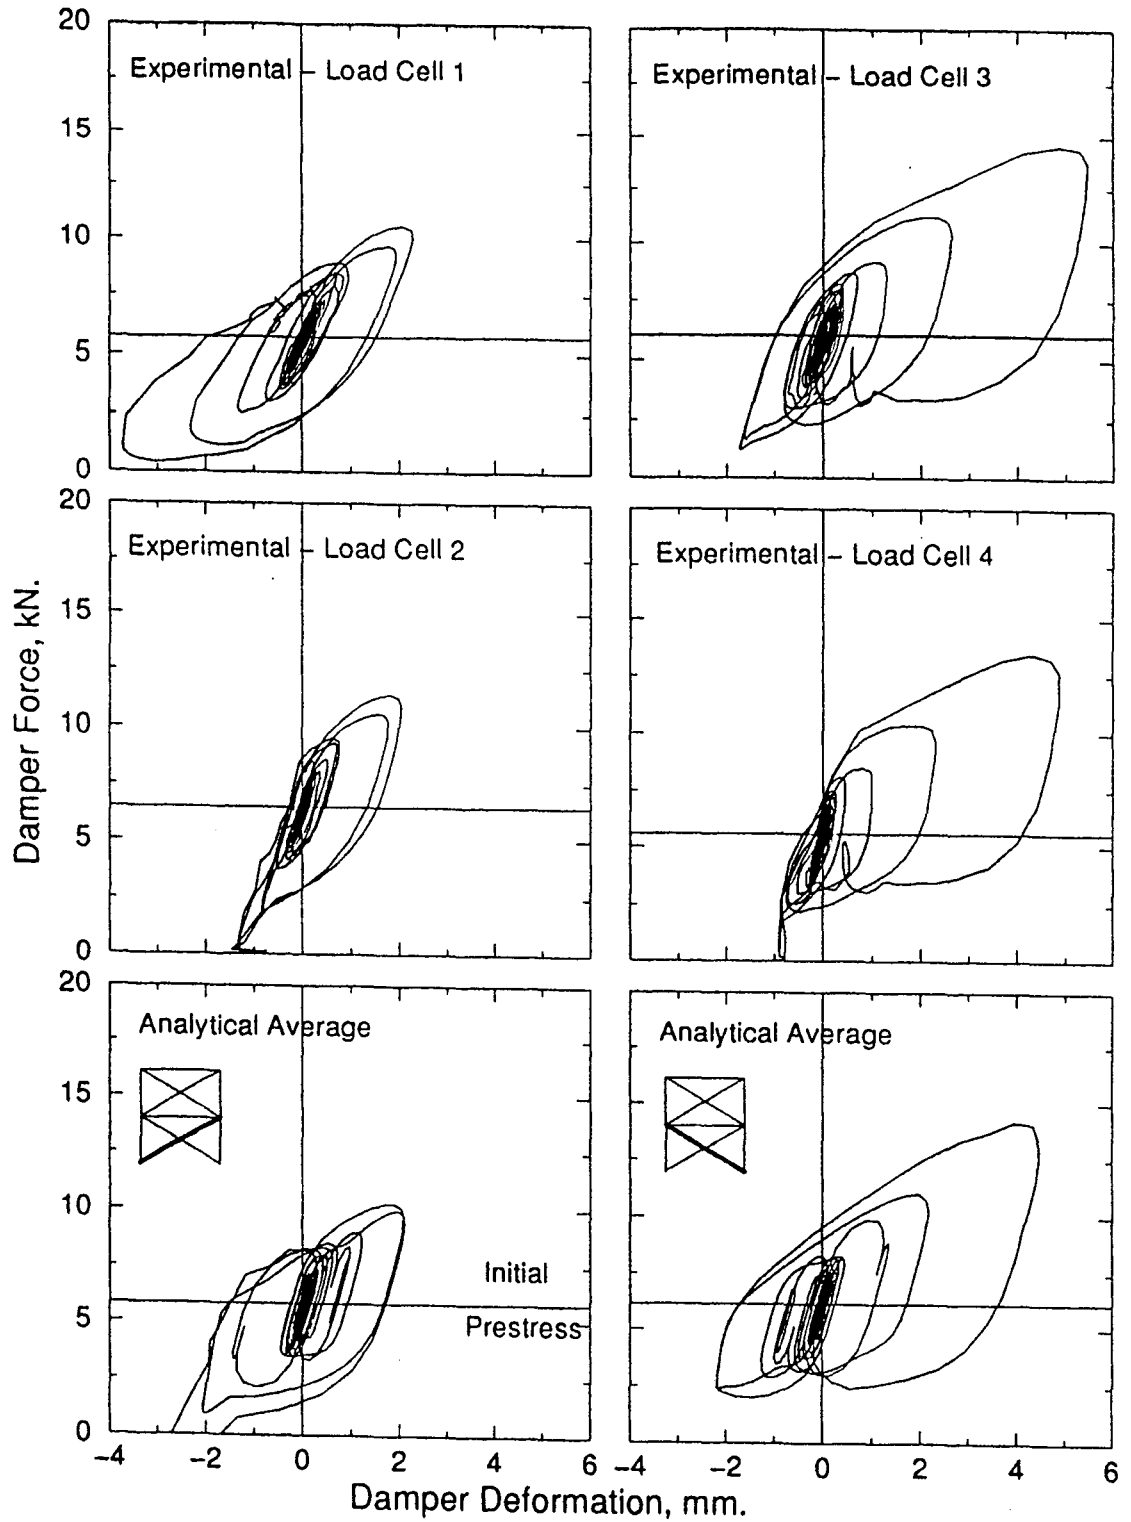 20
Experimental – Load Cell 1
15
10
5
0
Experimental – Load Cell 3
20
Experimental – Load Cell 2
15
10
5
0
Experimental – Load Cell 4
Damper Force, kN.
20
Analytical Average
15
10
Initial
5
Prestress
0
-4 -2 0 2 4 6
Analytical Average
-4 -2 0 2 4 6
Damper Deformation, mm.